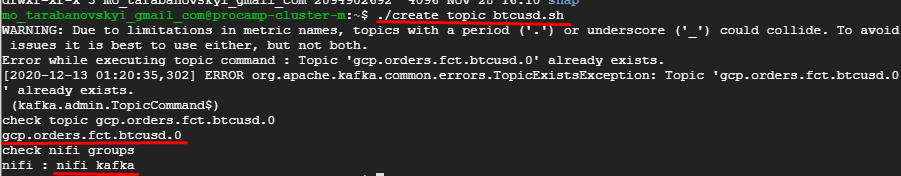 drwxr-xr-x 3 mo_tarabanovskyi_gmail_com 2094902692 4096 Nov 28 16:10 snap
mo_tarabanovskyi_gmail_com@procamp-cluster-m:~$ ./create_topic_btcusd.sh
WARNING: Due to limitations in metric names, topics with a period ('.') or underscore ('_') could collide. To avoid
issues it is best to use either, but not both.
Error while executing topic command : Topic 'gcp.orders.fct.btcusd.0' already exists.
[2020-12-13 01:20:35,302] ERROR org.apache.kafka.common.errors.TopicExistsException: Topic 'gcp.orders.fct.btcusd.0
' already exists.
(kafka.admin.TopicCommand$)
check topic gcp.orders.fct.btcusd.0
gcp.orders.fct.btcusd.0
check nifi groups
nifi : nifi kafka